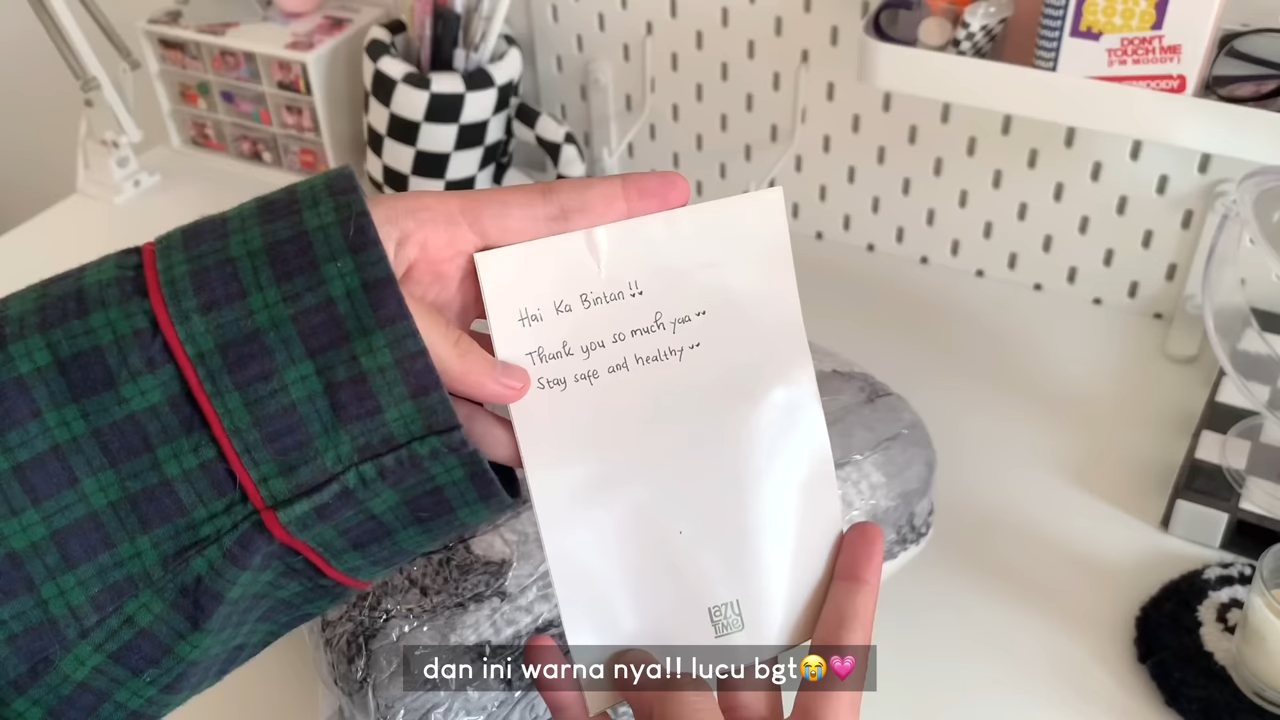 DON'T
TOUCH ME
(I'M MOODY)
MOODY
Hai Ka Bintan!!
Thank you so much yaa
Stay safe and healthy
LAZY
TIME
dan ini warna nya!! lucu bgt😭💗